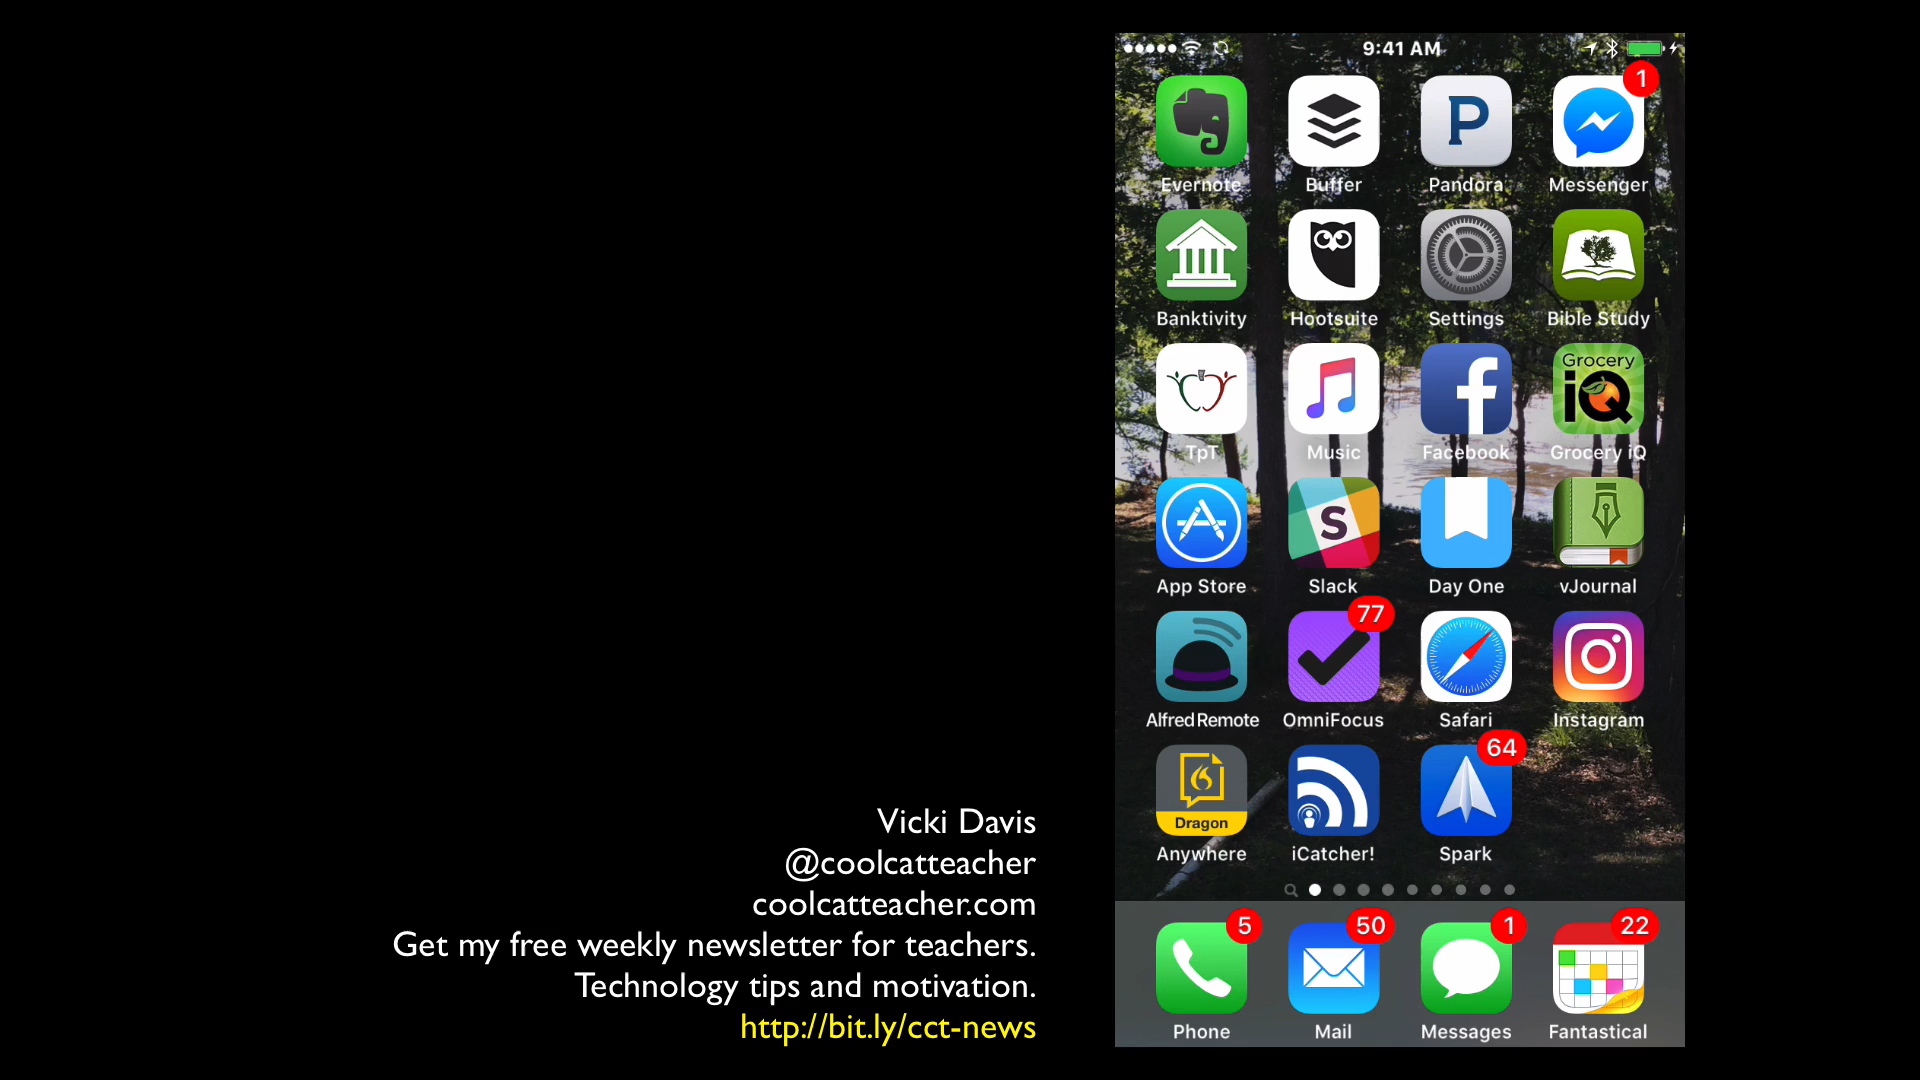 9:41 AM
1
Evernote Buffer Pandora Messenger
Banktivity Hootsuite Settings Bible Study
Grocery
iQ
TpT Music Facebook Grocery iQ
S
App Store Slack Day One vJournal
77
Alfred Remote OmniFocus Safari Instagram
64
Dragon
Anywhere iCatcher! Spark
5 50 1 22
Phone Mail Messages Fantastical
Vicki Davis
@coolcatteacher
coolcatteacher.com
Get my free weekly newsletter for teachers.
Technology tips and motivation.
http://bit.ly/cct-news